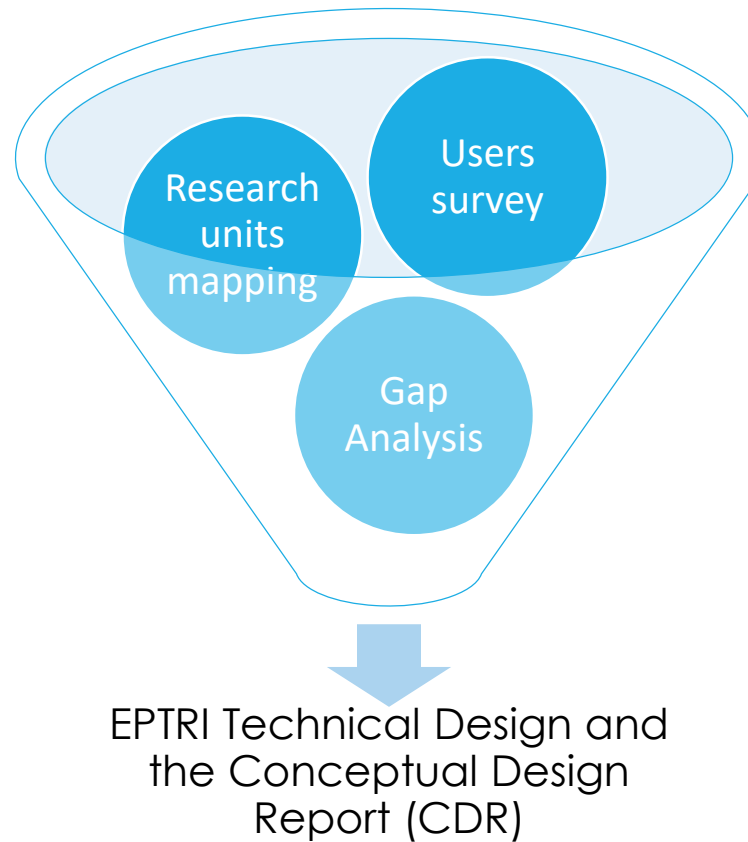 Users
survey
Research
units
mapping
Gap
Analysis
EPTRI Technical Design and
the Conceptual Design
Report (CDR)